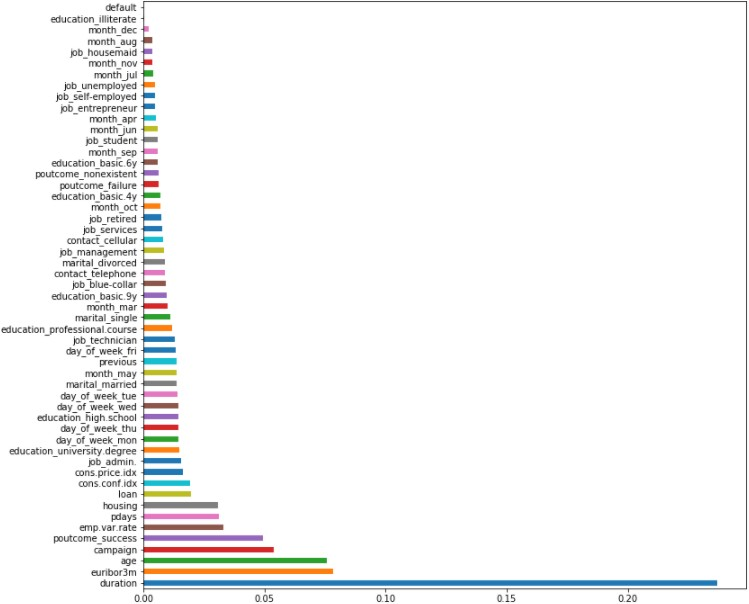 default
education_illiterate
month_dec
month_aug
job_housemaid
month_nov
month_jul
job_unemployed
job_self-employed
job_entrepreneur
month_apr
month_jun
job_student
month_sep
education_basic.6y
poutcome_nonexistent
poutcome_failure
education_basic.4y
month_oct
job_retired
job_services
contact_cellular
job_management
marital_divorced
contact_telephone
job_blue-collar
education_basic.9y
month_mar
marital_single
education_professional.course
job_technician
day_of_week_fri
previous
month_may
marital_married
day_of_week_tue
day_of_week_wed
education_high.school
day_of_week_thu
day_of_week_mon
education_university.degree
job_admin.
cons.price.idx
cons.conf.idx
loan
housing
pdays
emp.var.rate
poutcome_success
campaign
age
euribor3m
duration
0.00 0.05 0.10 0.15 0.20